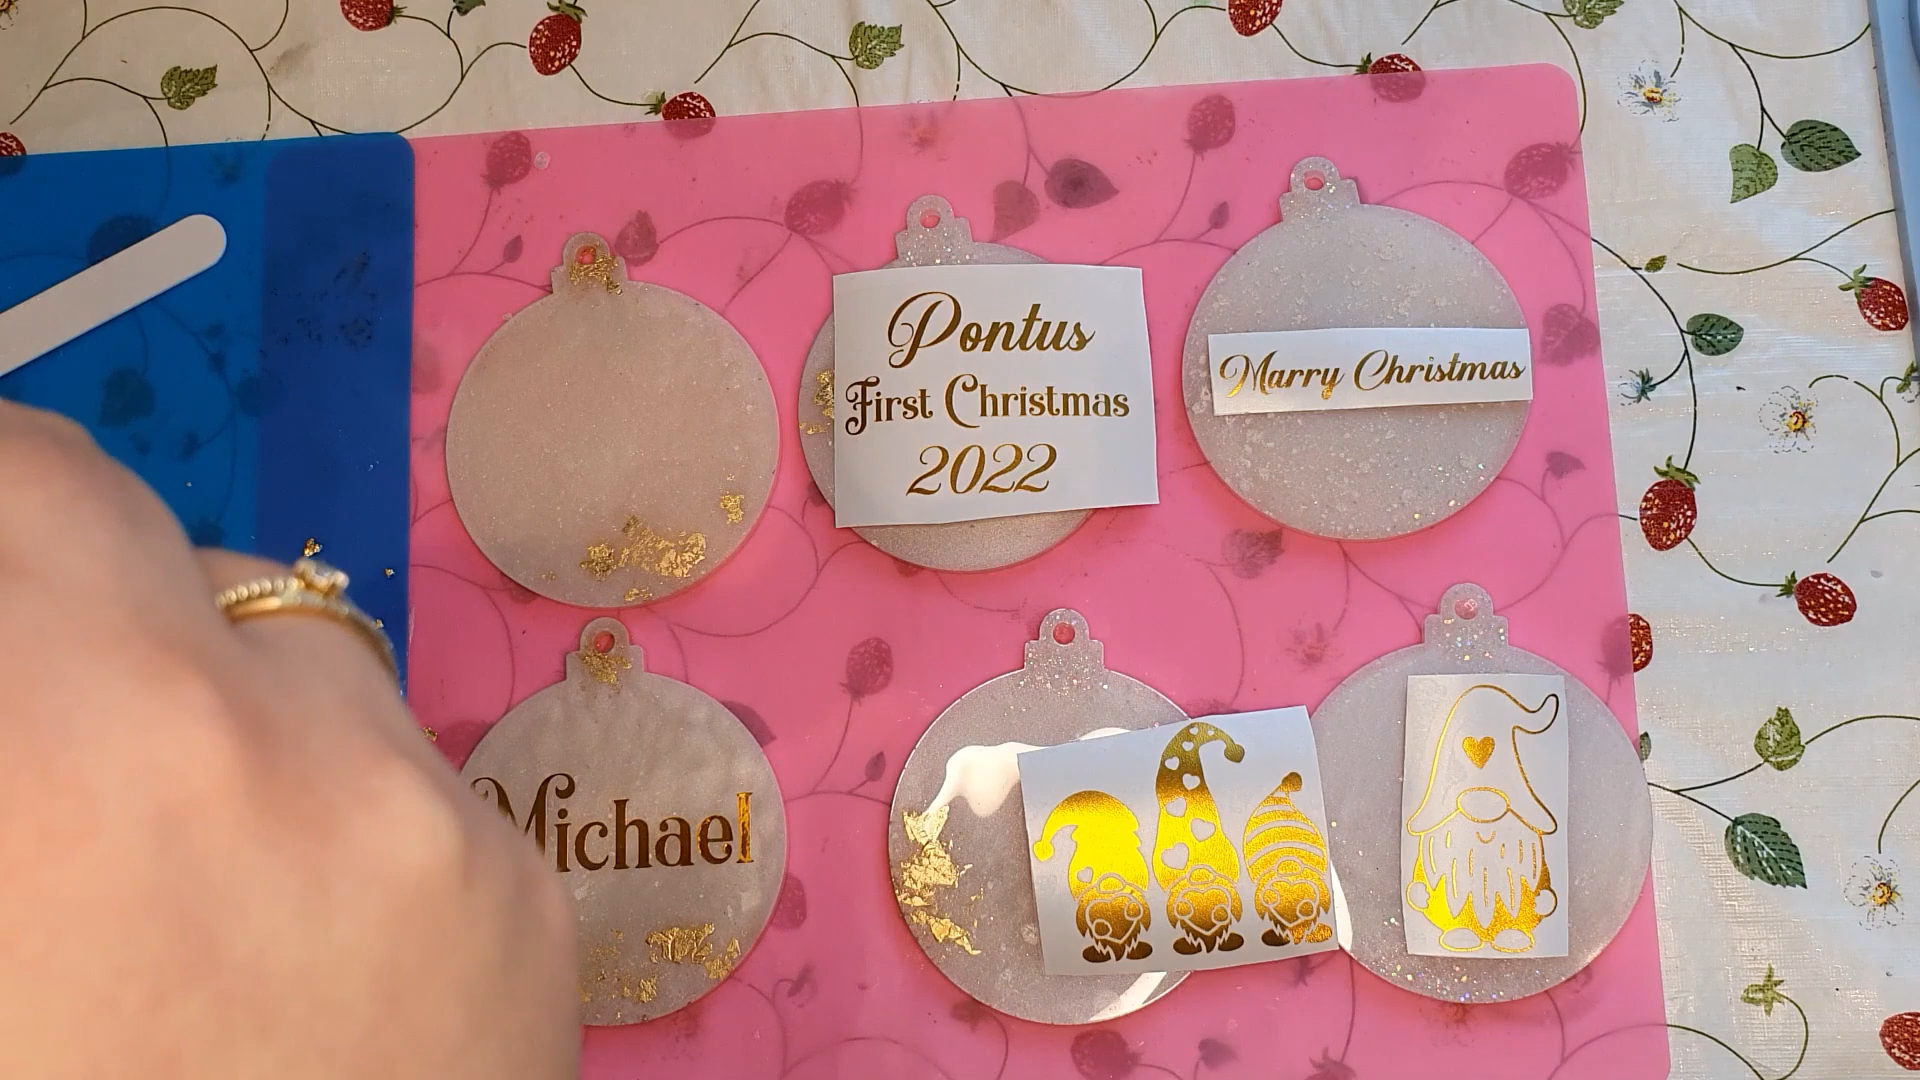 Pontus
First Christmas
2022
Marry Christmas
Michael